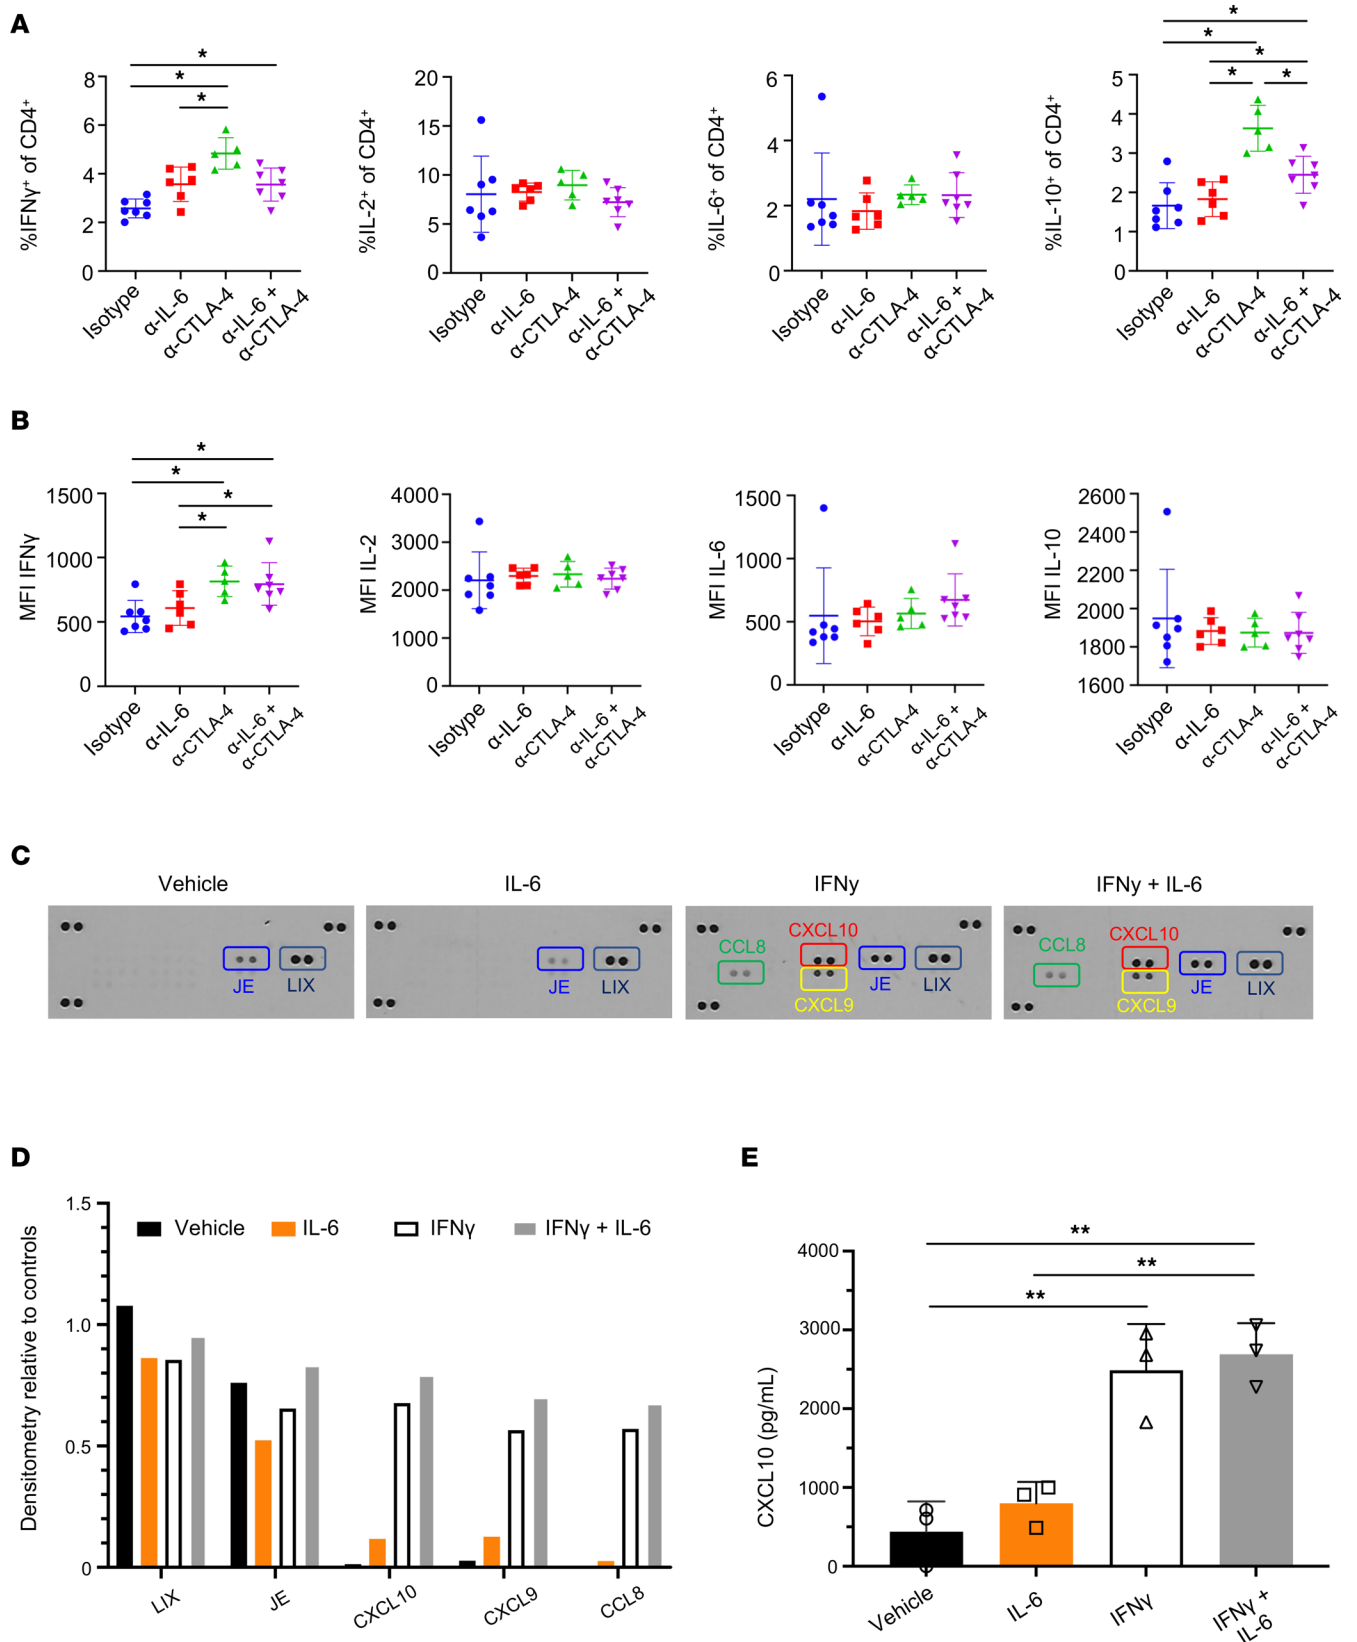 A
%IFNγ⁺ of CD4⁺
8
6
4
2
0
*
*
*
Isotype
α-IL-6
α-CTLA-4
α-IL-6 +
α-CTLA-4
%IL-2⁺ of CD4⁺
20
15
10
5
0
Isotype
α-IL-6
α-CTLA-4
α-IL-6 +
α-CTLA-4
%IL-6⁺ of CD4⁺
6
4
2
0
Isotype
α-IL-6
α-CTLA-4
α-IL-6 +
α-CTLA-4
%IL-10⁺ of CD4⁺
5
4
3
2
1
0
*
*
*
* *
Isotype
α-IL-6
α-CTLA-4
α-IL-6 +
α-CTLA-4
B
MFI IFNγ
1500
1000
500
0
*
*
*
*
Isotype
α-IL-6
α-CTLA-4
α-IL-6 +
α-CTLA-4
MFI IL-2
4000
3000
2000
1000
0
Isotype
α-IL-6
α-CTLA-4
α-IL-6 +
α-CTLA-4
MFI IL-6
1500
1000
500
0
Isotype
α-IL-6
α-CTLA-4
α-IL-6 +
α-CTLA-4
MFI IL-10
2600
2400
2200
2000
1800
1600
Isotype
α-IL-6
α-CTLA-4
α-IL-6 +
α-CTLA-4
C
Vehicle
JE
LIX
IL-6
JE
LIX
IFNy
CCL8
CXCL10
CXCL9
JE
LIX
IFNy + IL-6
CCL8
CXCL10
CXCL9
JE
LIX
D
Densitometry relative to controls
1.5
1.0
0.5
0
Vehicle
IL-6
IFNγ
IFNγ + IL-6
LIX
JE
CXCL10
CXCL9
CCL8
E
CXCL10 (pg/mL)
4000
3000
2000
1000
0
**
**
**
Vehicle
IL-6
IFNγ
IFNγ +
IL-6